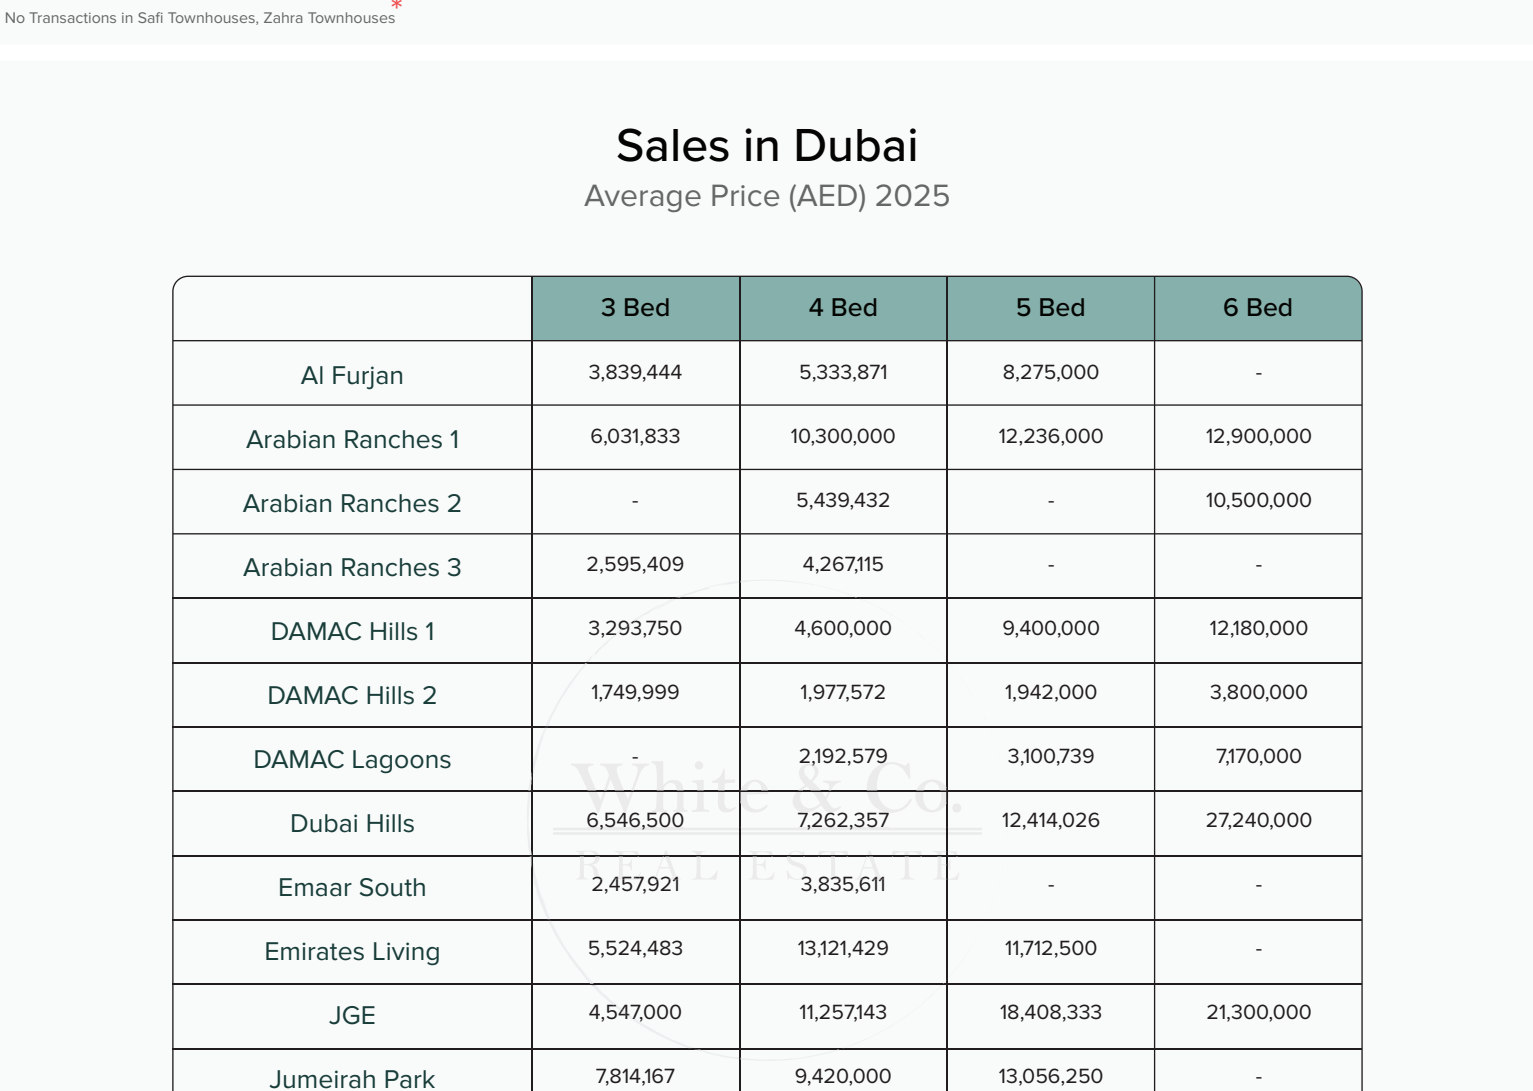 *
No Transactions in Safi Townhouses, Zahra Townhouses
Sales in Dubai
Average Price (AED) 2025
3 Bed 4 Bed 5 Bed 6 Bed
Al Furjan 3,839,444 5,333,871 8,275,000 -
Arabian Ranches 1 6,031,833 10,300,000 12,236,000 12,900,000
Arabian Ranches 2 - 5,439,432 - 10,500,000
Arabian Ranches 3 2,595,409 4,267,115 - -
DAMAC Hills 1 3,293,750 4,600,000 9,400,000 12,180,000
DAMAC Hills 2 1,749,999 1,977,572 1,942,000 3,800,000
DAMAC Lagoons - 2,192,579 3,100,739 7,170,000
White & Co.
Dubai Hills 6,546,500 7,262,357 12,414,026 27,240,000
REAL ESTATE
Emaar South 2,457,921 3,835,611 - -
Emirates Living 5,524,483 13,121,429 11,712,500 -
JGE 4,547,000 11,257,143 18,408,333 21,300,000
Jumeirah Park 7,814,167 9,420,000 13,056,250 -